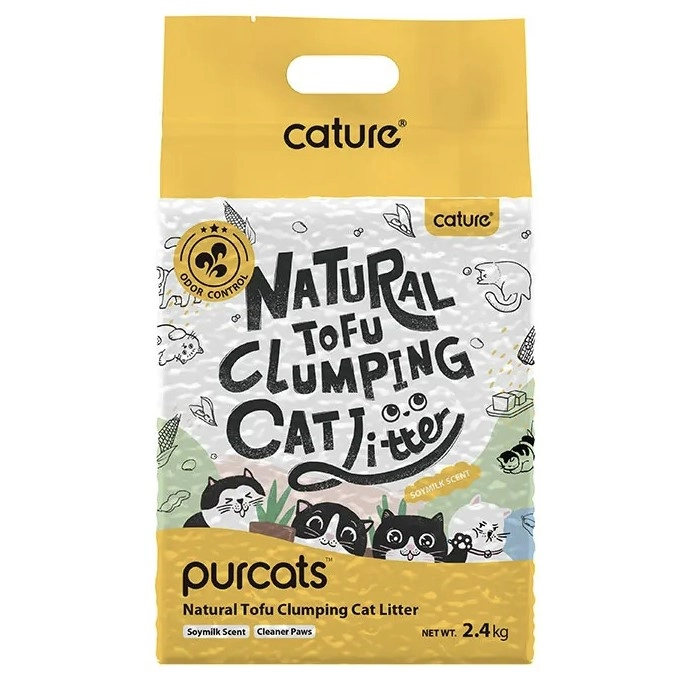 cature®
cature®
ODOR CONTROL
NATURAL
TOFU
CLUMPING
CAT Litter
SOYMILK SCENT
purcats™
Natural Tofu Clumping Cat Litter
Soymilk Scent Cleaner Paws
NET WT. 2.4kg